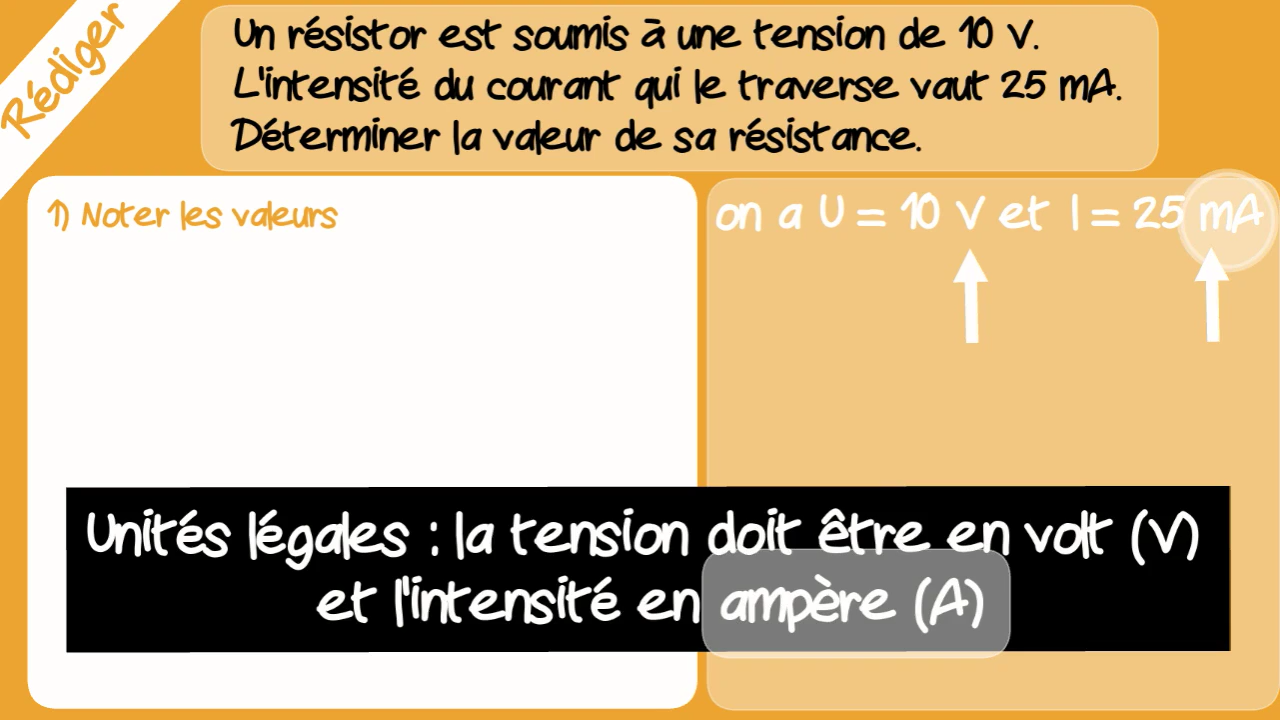 Rédiger
Un résistor est soumis à une tension de 10 V.
L'intensité du courant qui le traverse vaut 25 mA.
Déterminer la valeur de sa résistance.
1) Noter les valeurs
on a U = 10 V et I = 25 mA
Unités légales : la tension doit être en volt (V)
et l'intensité en ampère (A)